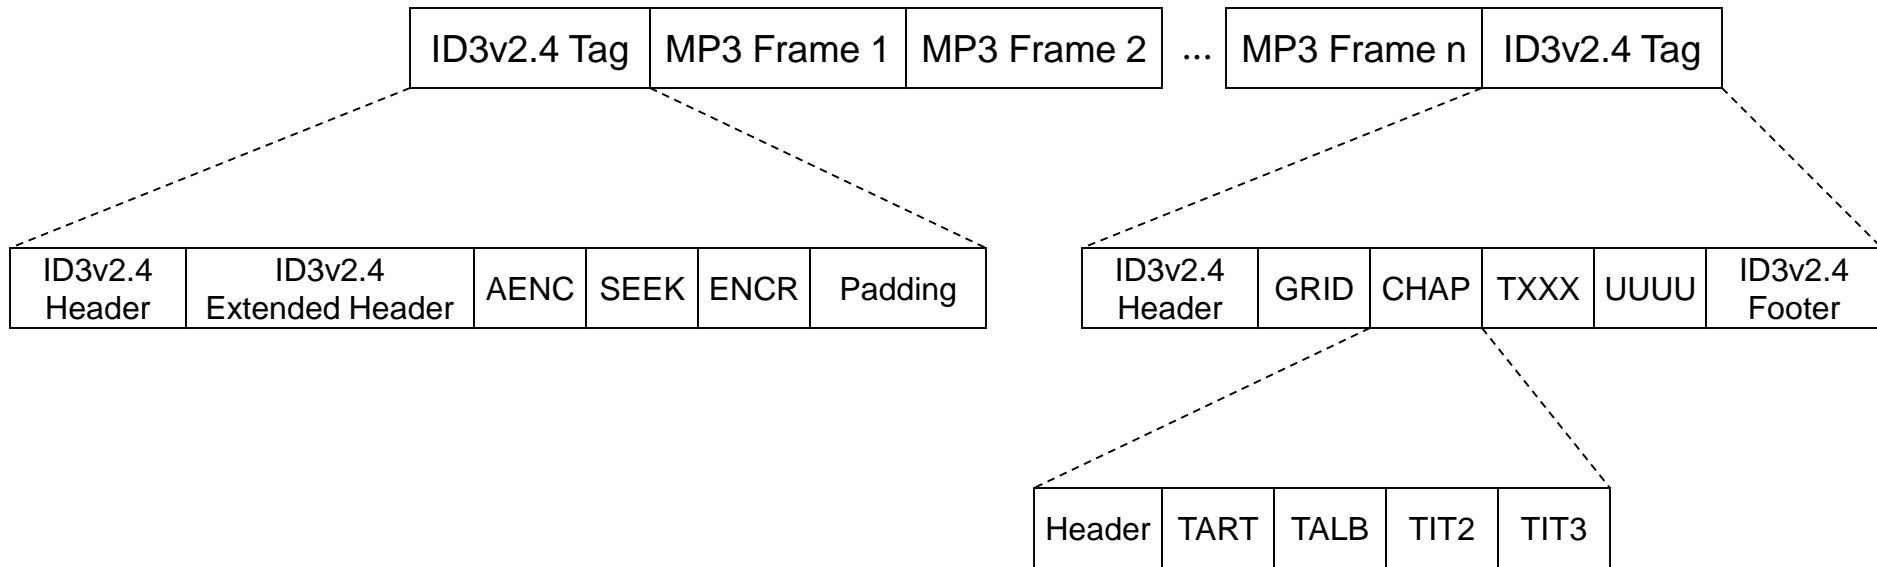 ID3v2.4 Tag
MP3 Frame 1
MP3 Frame 2
...
MP3 Frame n
ID3v2.4 Tag
ID3v2.4
Header
ID3v2.4
Extended Header
AENC
SEEK
ENCR
Padding
ID3v2.4
Header
GRID
CHAP
TXXX
UUUU
ID3v2.4
Footer
Header
TART
TALB
TIT2
TIT3